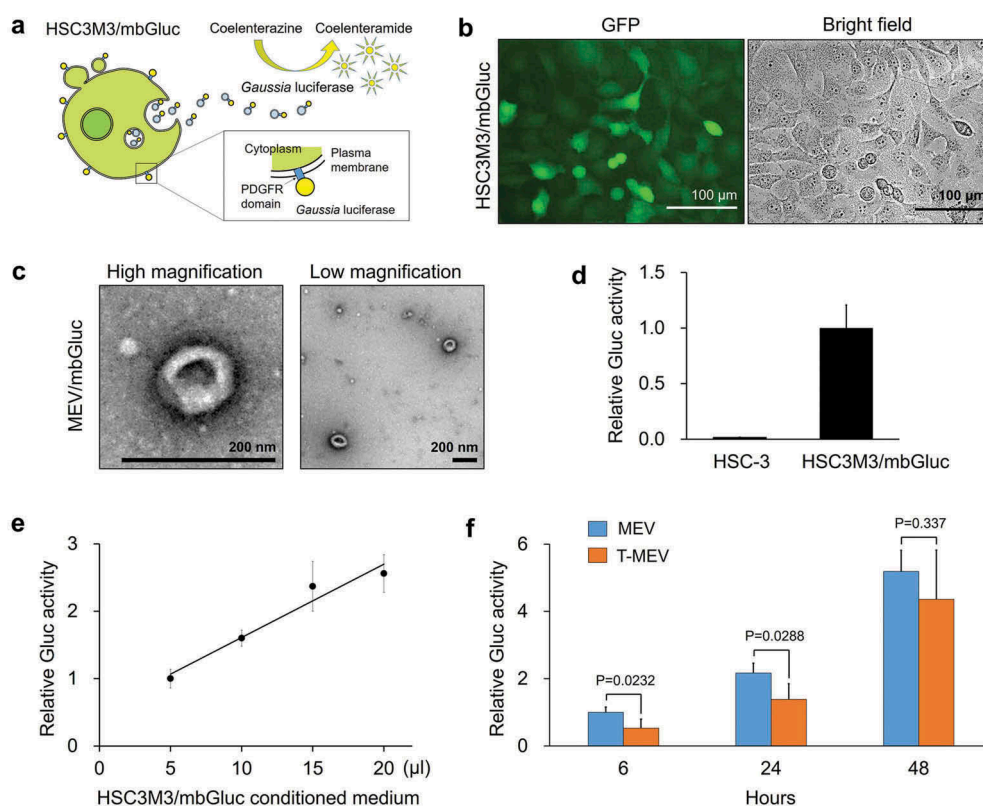 a
HSC3M3/mbGluc
Coelenterazine
Coelenteramide
Gaussia luciferase
Cytoplasm
Plasma
membrane
PDGFR
domain
Gaussia luciferase
b
GFP
Bright field
HSC3M3/mbGluc
100 µm
100 µm
c
High magnification
Low magnification
MEV/mbGluc
200 nm
200 nm
d
Relative Gluc activity
1.5
1.0
0.5
0.0
HSC-3
HSC3M3/mbGluc
e
Relative Gluc activity
3
2
1
0
0
5
10
15
20
(µl)
HSC3M3/mbGluc conditioned medium
f
MEV
T-MEV
Relative Gluc activity
6
4
2
0
P=0.0232
P=0.0288
P=0.337
6
24
48
Hours